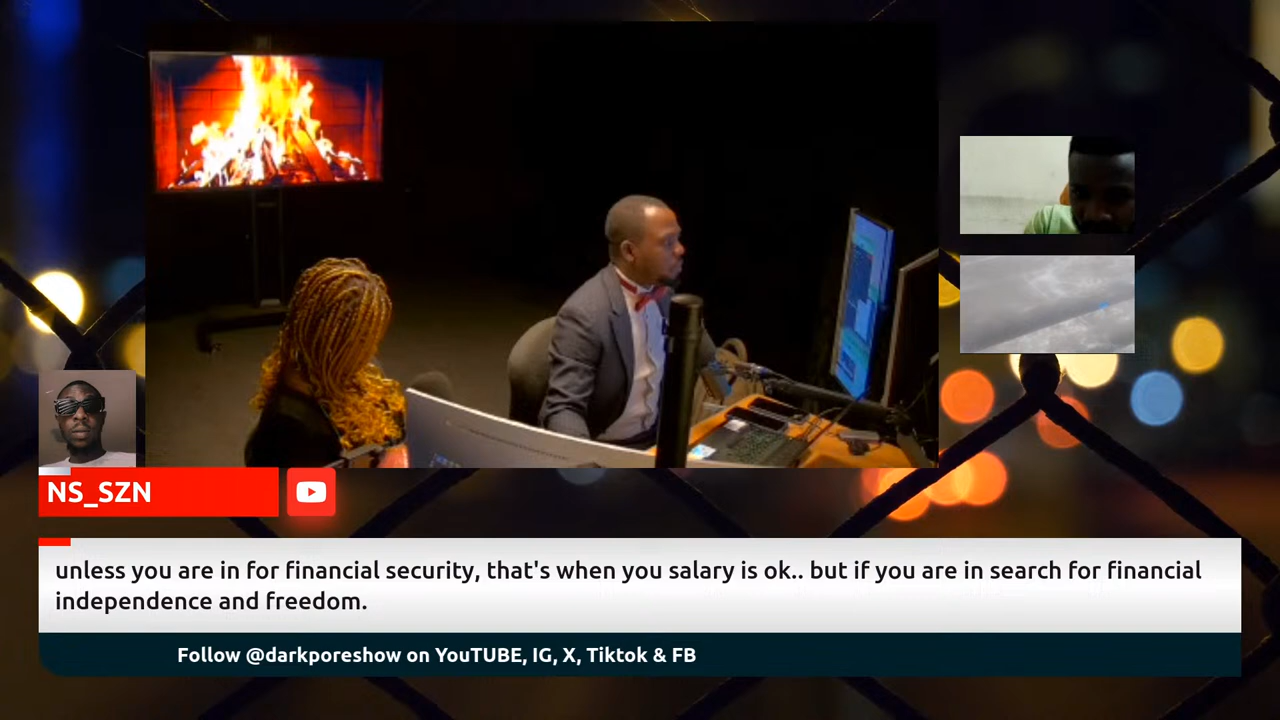 NS_SZN
unless you are in for financial security, that's when you salary is ok.. but if you are in search for financial
independence and freedom.
Follow @darkporeshow on YouTUBE, IG, X, Tiktok & FB